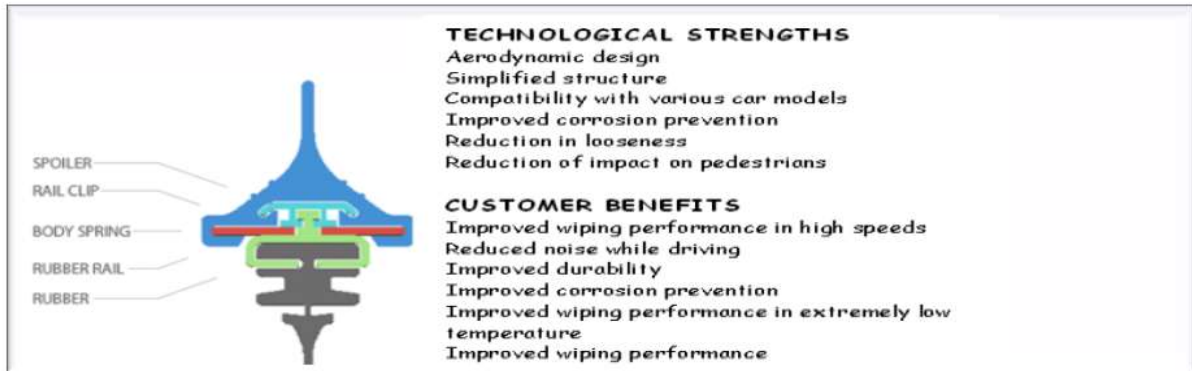 SPOILER
RAIL CLIP
BODY SPRING
RUBBER RAIL
RUBBER
TECHNOLOGICAL STRENGTHS
Aerodynamic design
Simplified structure
Compatibility with various car models
Improved corrosion prevention
Reduction in looseness
Reduction of impact on pedestrians
CUSTOMER BENEFITS
Improved wiping performance in high speeds
Reduced noise while driving
Improved durability
Improved corrosion prevention
Improved wiping performance in extremely low
temperature
Improved wiping performance